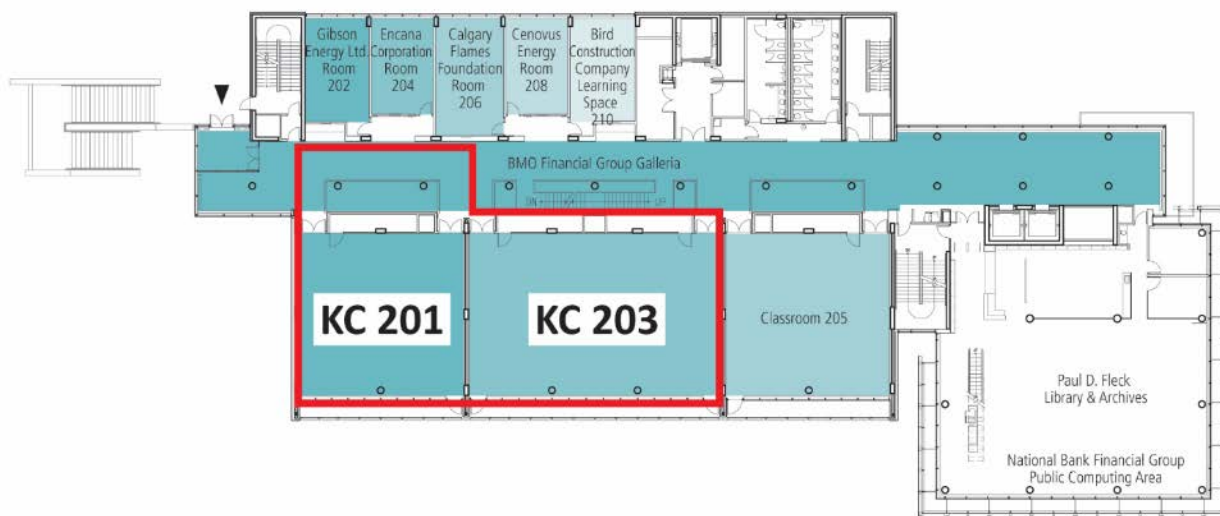 Gibson
Energy Ltd.
Room
202
Encana
Corporation
Room
204
Calgary
Flames
Foundation
Room
206
Cenovus
Energy
Room
208
Bird
Construction
Company
Learning
Space
210
BMO Financial Group Galleria
DN
UP
KC 201
KC 203
Classroom 205
Paul D. Fleck
Library & Archives
National Bank Financial Group
Public Computing Area